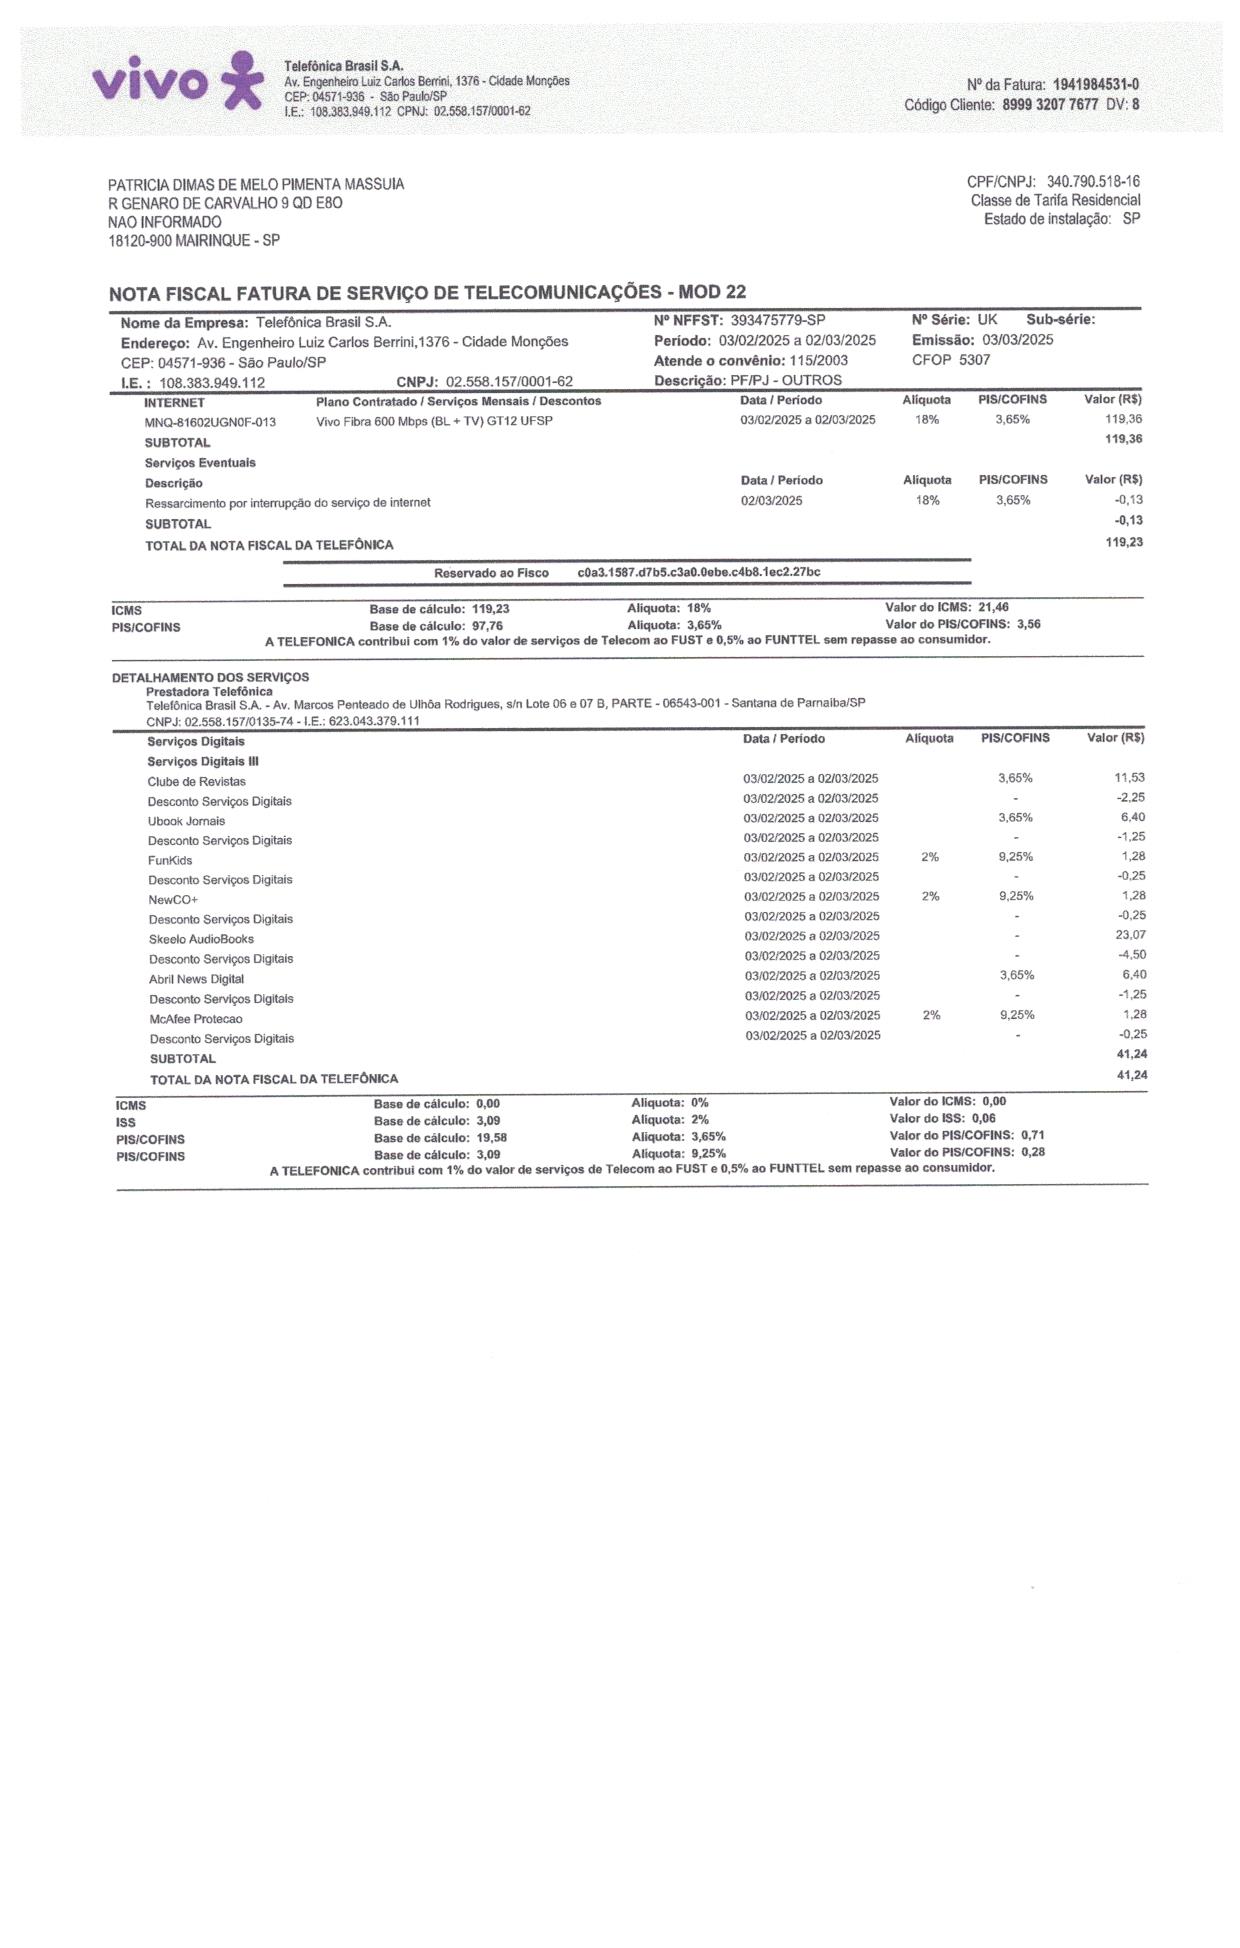 vivo
Telefônica Brasil S.A.
Av. Engenheiro Luiz Carlos Berrini, 1376 - Cidade Monções
CEP: 04571-936 - São Paulo/SP
I.E.: 108.383.949.112 CPNJ: 02.558.157/0001-62
Nº da Fatura: 1941984531-0
Código Cliente: 8999 3207 7677 DV: 8
PATRICIA DIMAS DE MELO PIMENTA MASSUIA
R GENARO DE CARVALHO 9 QD E8O
NAO INFORMADO
18120-900 MAIRINQUE - SP
CPF/CNPJ: 340.790.518-16
Classe de Tarifa Residencial
Estado de instalação: SP
NOTA FISCAL FATURA DE SERVIÇO DE TELECOMUNICAÇÕES - MOD 22
Nome da Empresa: Telefônica Brasil S.A. Nº NFFST: 393475779-SP Nº Série: UK Sub-série:
Endereço: Av. Engenheiro Luiz Carlos Berrini,1376 - Cidade Monções Período: 03/02/2025 a 02/03/2025 Emissão: 03/03/2025
CEP: 04571-936 - São Paulo/SP Atende o convênio: 115/2003 CFOP 5307
I.E. : 108.383.949.112 CNPJ: 02.558.157/0001-62 Descrição: PF/PJ - OUTROS
INTERNET Plano Contratado / Serviços Mensais / Descontos Data / Período Alíquota PIS/COFINS Valor (R$)
MNQ-81602UGN0F-013 Vivo Fibra 600 Mbps (BL + TV) GT12 UFSP 03/02/2025 a 02/03/2025 18% 3,65% 119,36
SUBTOTAL 119,36
Serviços Eventuais
Descrição Data / Período Alíquota PIS/COFINS Valor (R$)
Ressarcimento por interrupção do serviço de internet 02/03/2025 18% 3,65% -0,13
SUBTOTAL -0,13
TOTAL DA NOTA FISCAL DA TELEFÔNICA 119,23
Reservado ao Fisco c0a3.1587.d7b5.c3a0.0ebe.c4b8.1ec2.27bc
ICMS Base de cálculo: 119,23 Alíquota: 18% Valor do ICMS: 21,46
PIS/COFINS Base de cálculo: 97,76 Alíquota: 3,65% Valor do PIS/COFINS: 3,56
A TELEFONICA contribui com 1% do valor de serviços de Telecom ao FUST e 0,5% ao FUNTTEL sem repasse ao consumidor.
DETALHAMENTO DOS SERVIÇOS
Prestadora Telefônica
Telefônica Brasil S.A. - Av. Marcos Penteado de Ulhôa Rodrigues, s/n Lote 06 e 07 B, PARTE - 06543-001 - Santana de Parnaíba/SP
CNPJ: 02.558.157/0135-74 - I.E.: 623.043.379.111
Serviços Digitais Data / Período Alíquota PIS/COFINS Valor (R$)
Serviços Digitais III
Clube de Revistas 03/02/2025 a 02/03/2025 3,65% 11,53
Desconto Serviços Digitais 03/02/2025 a 02/03/2025 - -2,25
Ubook Jornais 03/02/2025 a 02/03/2025 3,65% 6,40
Desconto Serviços Digitais 03/02/2025 a 02/03/2025 - -1,25
FunKids 03/02/2025 a 02/03/2025 2% 9,25% 1,28
Desconto Serviços Digitais 03/02/2025 a 02/03/2025 - -0,25
NewCO+ 03/02/2025 a 02/03/2025 2% 9,25% 1,28
Desconto Serviços Digitais 03/02/2025 a 02/03/2025 - -0,25
Skeelo AudioBooks 03/02/2025 a 02/03/2025 - 23,07
Desconto Serviços Digitais 03/02/2025 a 02/03/2025 - -4,50
Abril News Digital 03/02/2025 a 02/03/2025 3,65% 6,40
Desconto Serviços Digitais 03/02/2025 a 02/03/2025 - -1,25
McAfee Protecao 03/02/2025 a 02/03/2025 2% 9,25% 1,28
Desconto Serviços Digitais 03/02/2025 a 02/03/2025 - -0,25
SUBTOTAL 41,24
TOTAL DA NOTA FISCAL DA TELEFÔNICA 41,24
ICMS Base de cálculo: 0,00 Alíquota: 0% Valor do ICMS: 0,00
ISS Base de cálculo: 3,09 Alíquota: 2% Valor do ISS: 0,06
PIS/COFINS Base de cálculo: 19,58 Alíquota: 3,65% Valor do PIS/COFINS: 0,71
PIS/COFINS Base de cálculo: 3,09 Alíquota: 9,25% Valor do PIS/COFINS: 0,28
A TELEFONICA contribui com 1% do valor de serviços de Telecom ao FUST e 0,5% ao FUNTTEL sem repasse ao consumidor.